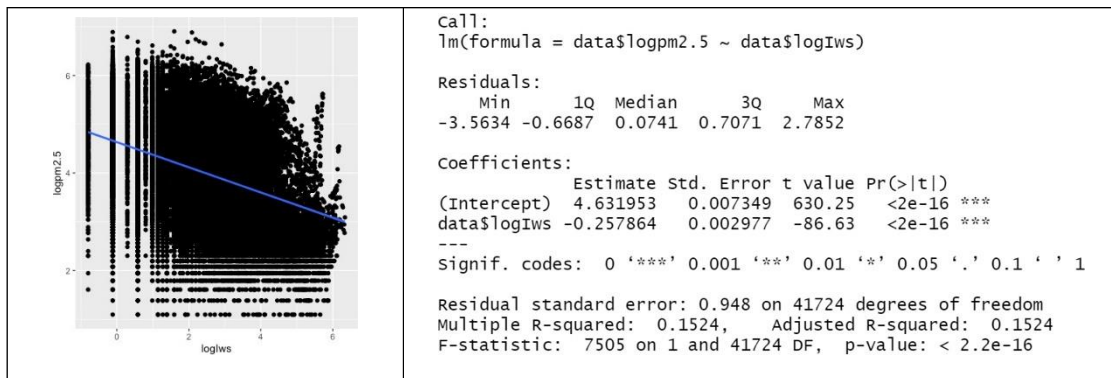 6
4
2
logpm2.5
0
2
4
6
logIws
Call:
lm(formula = data$logpm2.5 ~ data$logIws)
Residuals:
Min 1Q Median 3Q Max
-3.5634 -0.6687 0.0741 0.7071 2.7852
Coefficients:
Estimate Std. Error t value Pr(>|t|)
(Intercept) 4.631953 0.007349 630.25 <2e-16 ***
data$logIws -0.257864 0.002977 -86.63 <2e-16 ***
---
Signif. codes: 0 ‘***’ 0.001 ‘**’ 0.01 ‘*’ 0.05 ‘.’ 0.1 ‘ ’ 1
Residual standard error: 0.948 on 41724 degrees of freedom
Multiple R-squared: 0.1524, Adjusted R-squared: 0.1524
F-statistic: 7505 on 1 and 41724 DF, p-value: < 2.2e-16